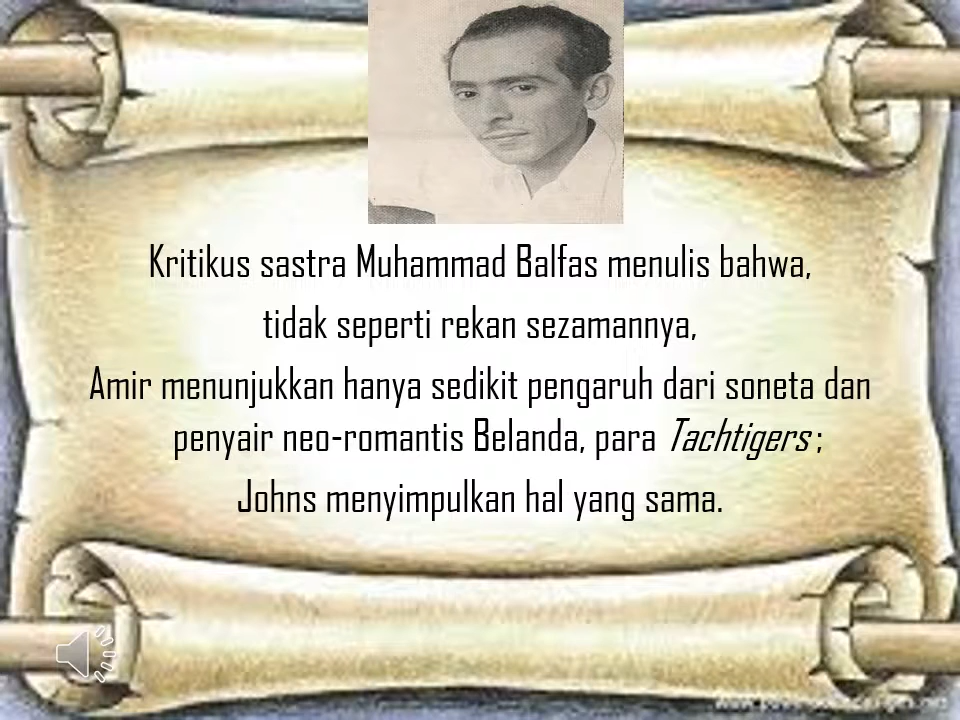 Kritikus sastra Muhammad Balfas menulis bahwa,
tidak seperti rekan sezamannya,
Amir menunjukkan hanya sedikit pengaruh dari soneta dan
penyair neo-romantis Belanda, para Tachtigers ;
Johns menyimpulkan hal yang sama.